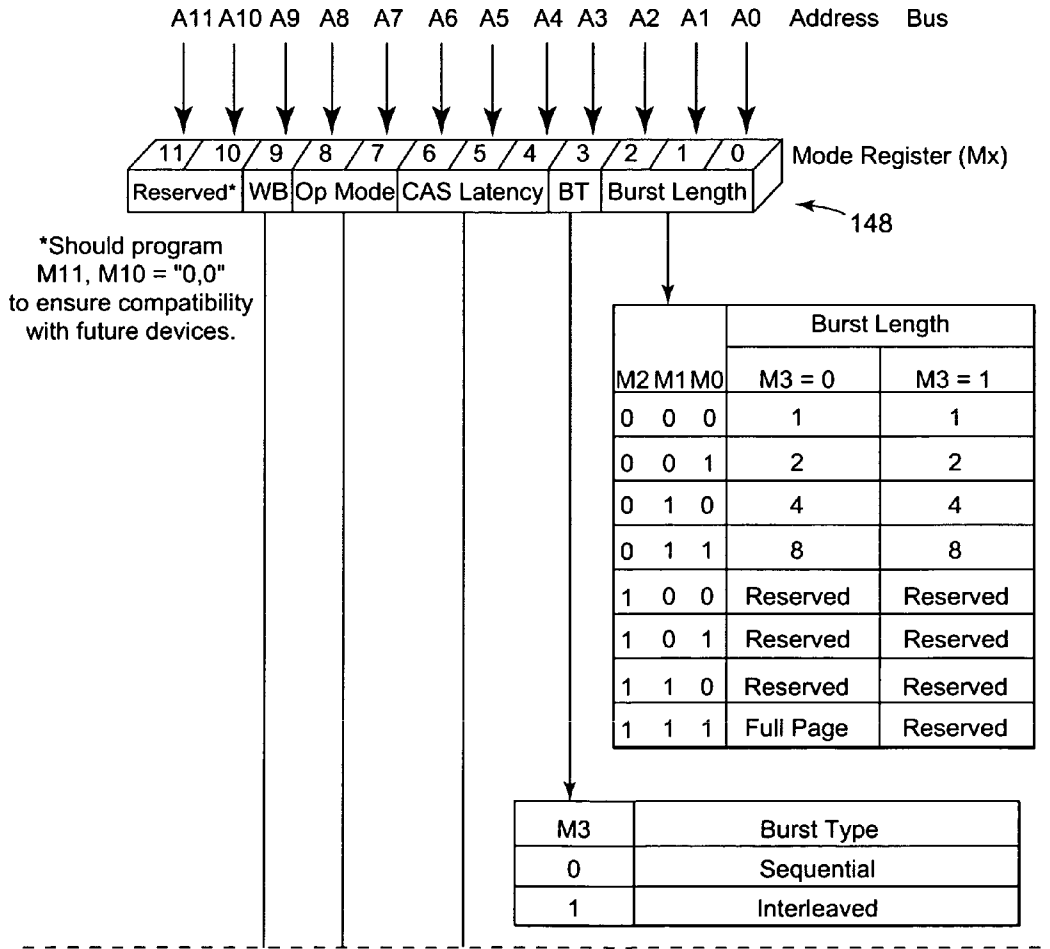 A11 A10 A9 A8 A7 A6 A5 A4 A3 A2 A1 A0 Address Bus
11 10 9 8 7 6 5 4 3 2 1 0 Mode Register (Mx)
Reserved* WB Op Mode CAS Latency BT Burst Length
148
*Should program
M11, M10 = "0,0"
to ensure compatibility
with future devices.
Burst Length
M2 M1 M0 M3 = 0 M3 = 1
0 0 0 1 1
0 0 1 2 2
0 1 0 4 4
0 1 1 8 8
1 0 0 Reserved Reserved
1 0 1 Reserved Reserved
1 1 0 Reserved Reserved
1 1 1 Full Page Reserved
M3 Burst Type
0 Sequential
1 Interleaved